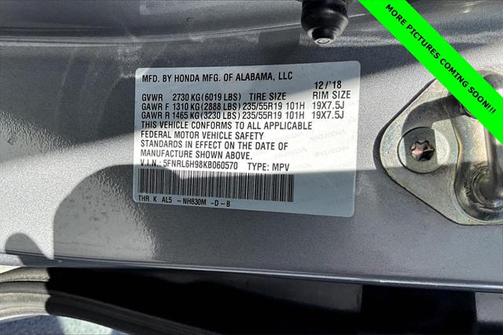 MORE PICTURES COMING SOON!!!
MFD. BY HONDA MFG. OF ALABAMA, LLC
12/'18
GVWR 2730 KG (6019 LBS) TIRE SIZE RIM SIZE
GAWR F 1310 KG (2888 LBS) 235/55R19 101H 19X7.5J
GAWR R 1465 KG (3230 LBS) 235/55R19 101H 19X7.5J
THIS VEHICLE CONFORMS TO ALL APPLICABLE
FEDERAL MOTOR VEHICLE SAFETY
STANDARDS IN EFFECT ON THE DATE OF
MANUFACTURE SHOWN ABOVE.
V.I.N.: 5FNRL6H98KB060570 TYPE: MPV
THR K AL5 - NH830M -D -B